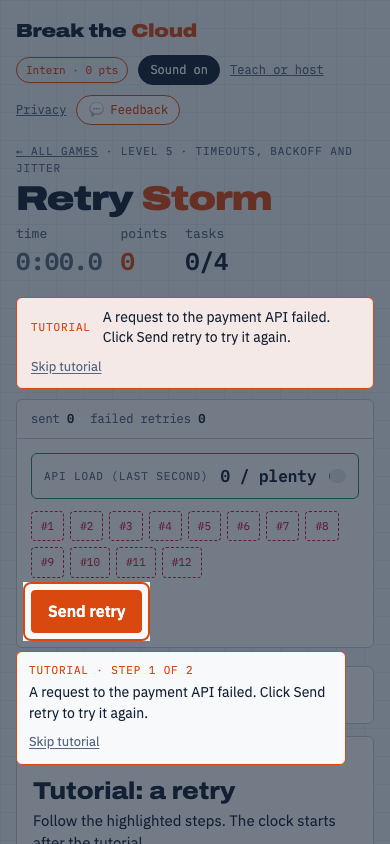 Break the Cloud
Intern · 0 pts
Sound on
Teach or host
Privacy
💬 Feedback
← ALL GAMES · LEVEL 5 · TIMEOUTS, BACKOFF AND
JITTER
Retry Storm
time points tasks
0:00.0 0 0/4
TUTORIAL
A request to the payment API failed.
Click Send retry to try it again.
Skip tutorial
sent 0 failed retries 0
API LOAD (LAST SECOND) 0 / plenty
#1 #2 #3 #4 #5 #6 #7 #8
#9 #10 #11 #12
Send retry
TUTORIAL · STEP 1 OF 2
A request to the payment API failed. Click Send
retry to try it again.
Skip tutorial
Tutorial: a retry
Follow the highlighted steps. The clock starts
after the tutorial.